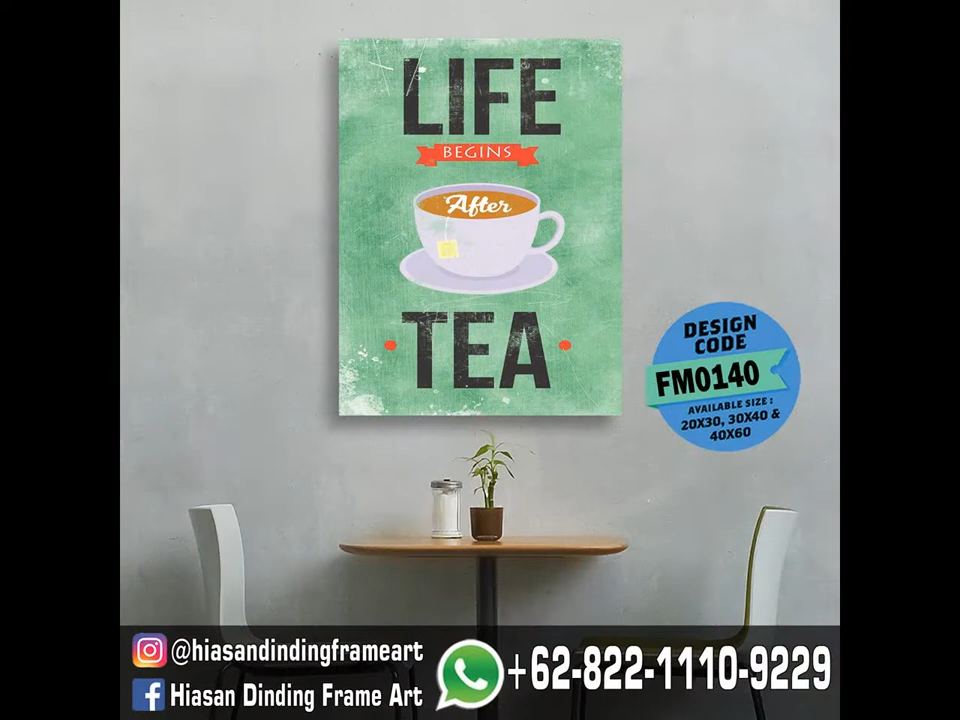 LIFE
BEGINS
After
TEA
DESIGN
CODE
FM0140
AVAILABLE SIZE :
20X30, 30X40 &
40X60
@hiasandindingframeart
Hiasan Dinding Frame Art
+62-822-1110-9229